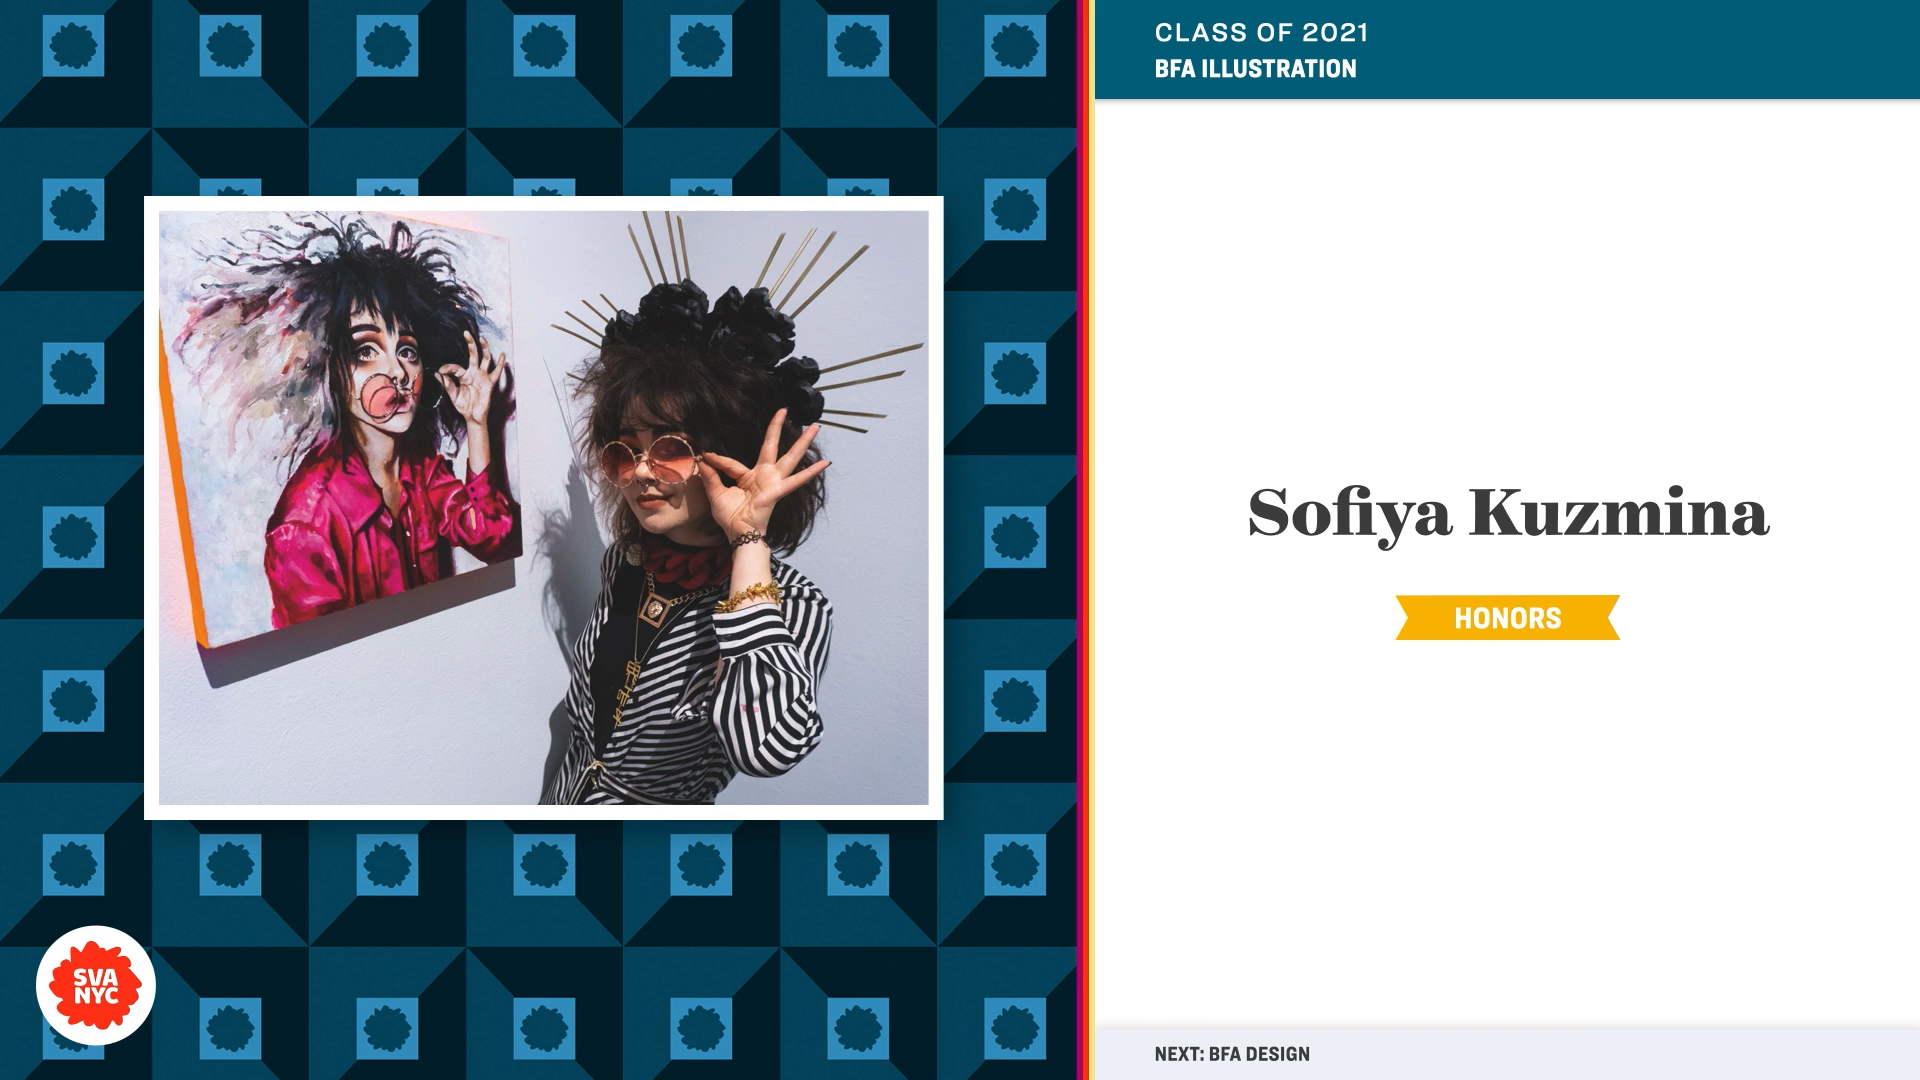 CLASS OF 2021
BFA ILLUSTRATION
Sofiya Kuzmina
HONORS
SVA
NYC
NEXT: BFA DESIGN